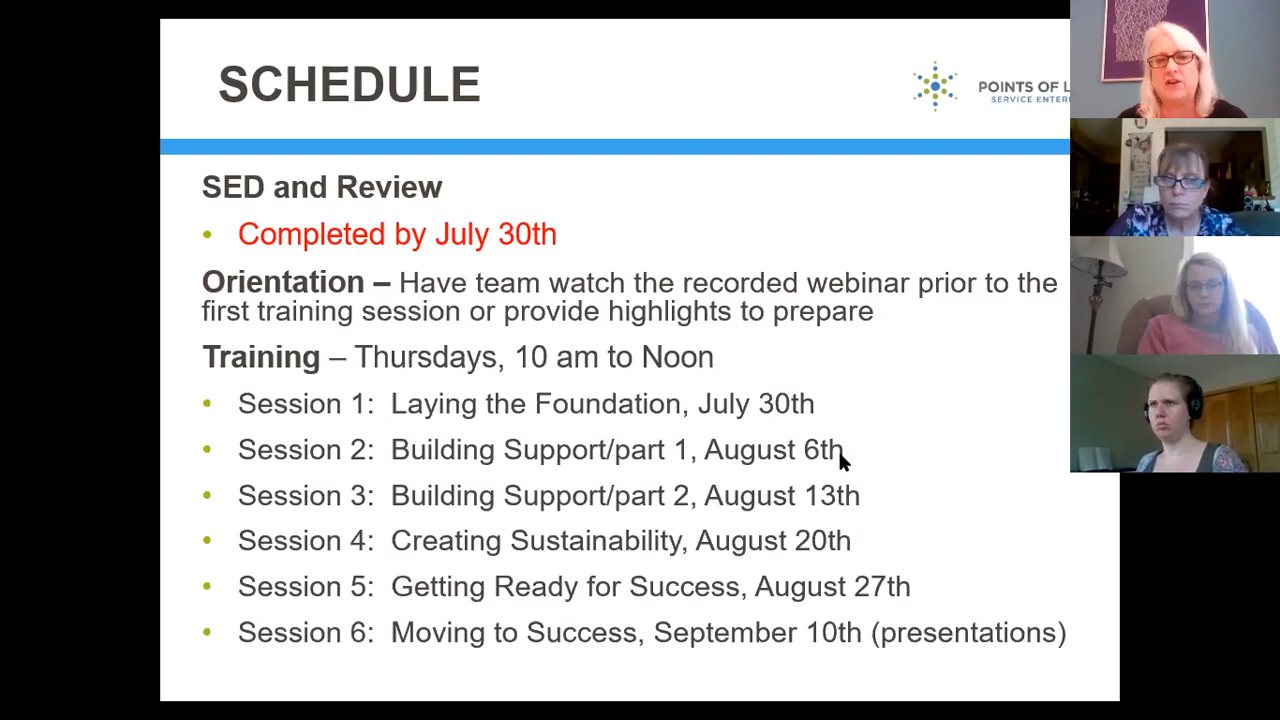 SCHEDULE
POINTS OF
SERVICE
SED and Review
• Completed by July 30th
Orientation – Have team watch the recorded webinar prior to the
first training session or provide highlights to prepare
Training – Thursdays, 10 am to Noon
• Session 1: Laying the Foundation, July 30th
• Session 2: Building Support/part 1, August 6th
• Session 3: Building Support/part 2, August 13th
• Session 4: Creating Sustainability, August 20th
• Session 5: Getting Ready for Success, August 27th
• Session 6: Moving to Success, September 10th (presentations)